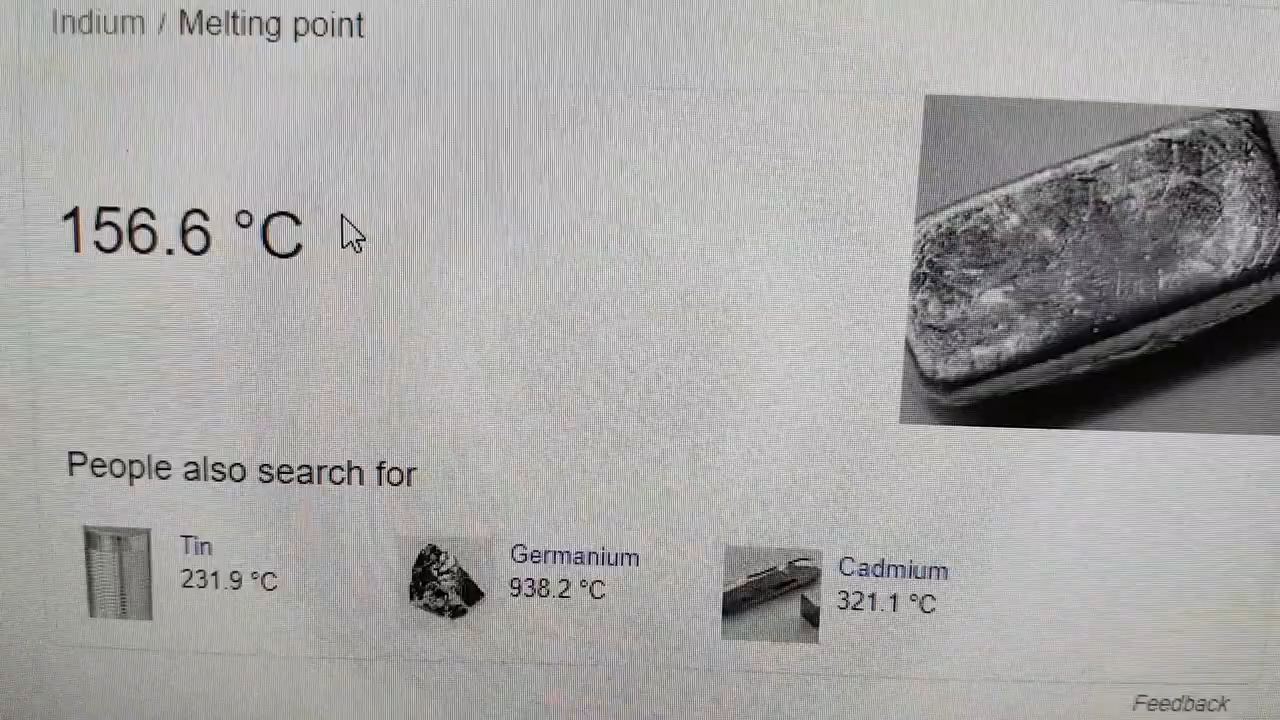 Indium / Melting point
156.6 °C
People also search for
Tin
231.9 °C
Germanium
938.2 °C
Cadmium
321.1 °C
Feedback